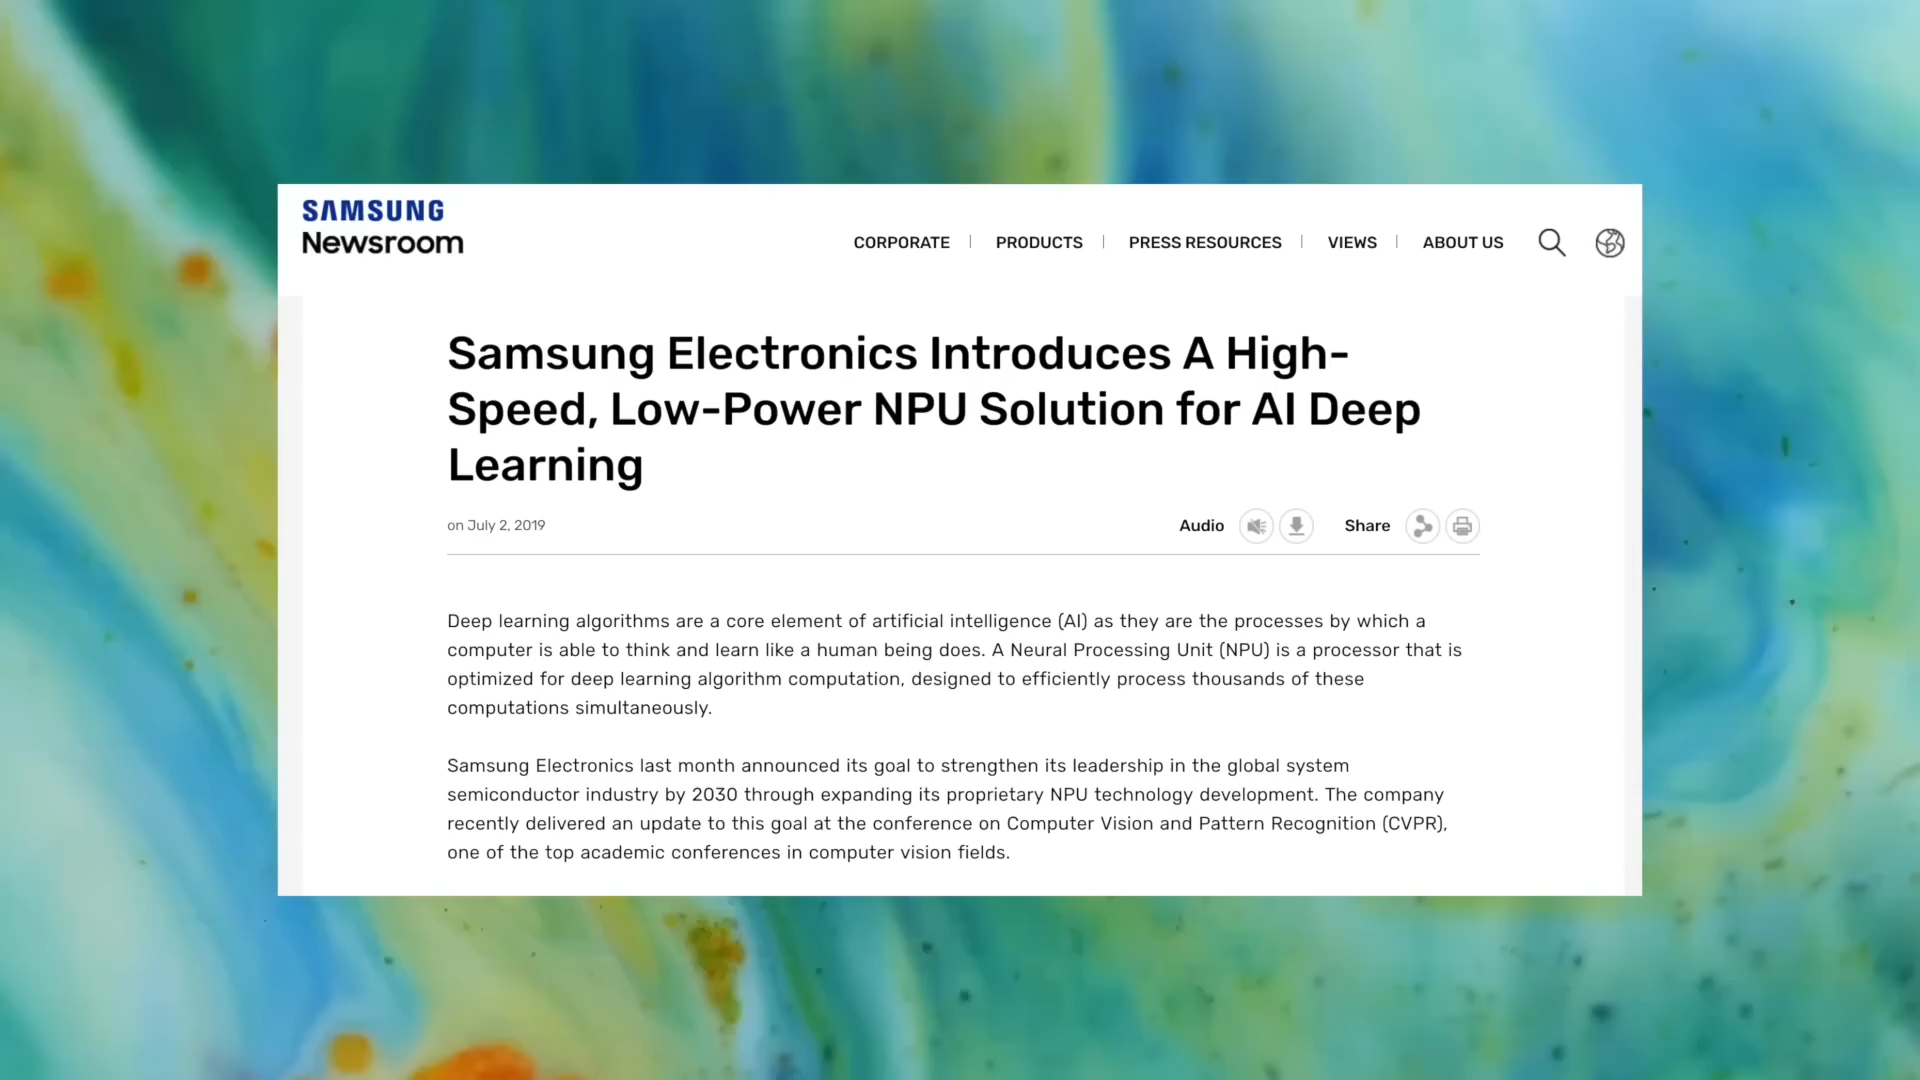 SAMSUNG
Newsroom
CORPORATE
PRODUCTS
PRESS RESOURCES
VIEWS
ABOUT US
Samsung Electronics Introduces A High-
Speed, Low-Power NPU Solution for AI Deep
Learning
on July 2, 2019
Audio
Share
Deep learning algorithms are a core element of artificial intelligence (AI) as they are the processes by which a
computer is able to think and learn like a human being does. A Neural Processing Unit (NPU) is a processor that is
optimized for deep learning algorithm computation, designed to efficiently process thousands of these
computations simultaneously.
Samsung Electronics last month announced its goal to strengthen its leadership in the global system
semiconductor industry by 2030 through expanding its proprietary NPU technology development. The company
recently delivered an update to this goal at the conference on Computer Vision and Pattern Recognition (CVPR),
one of the top academic conferences in computer vision fields.